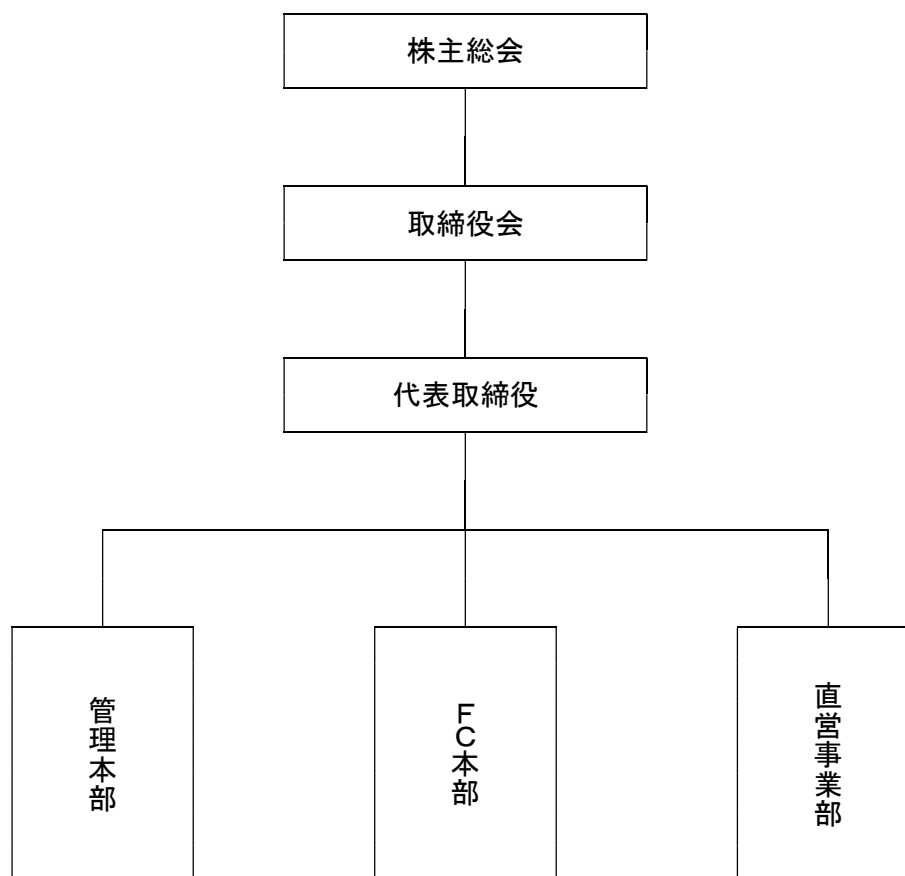 株主総会
取締役会
代表取締役
管理本部
ＦＣ本部
直営事業部